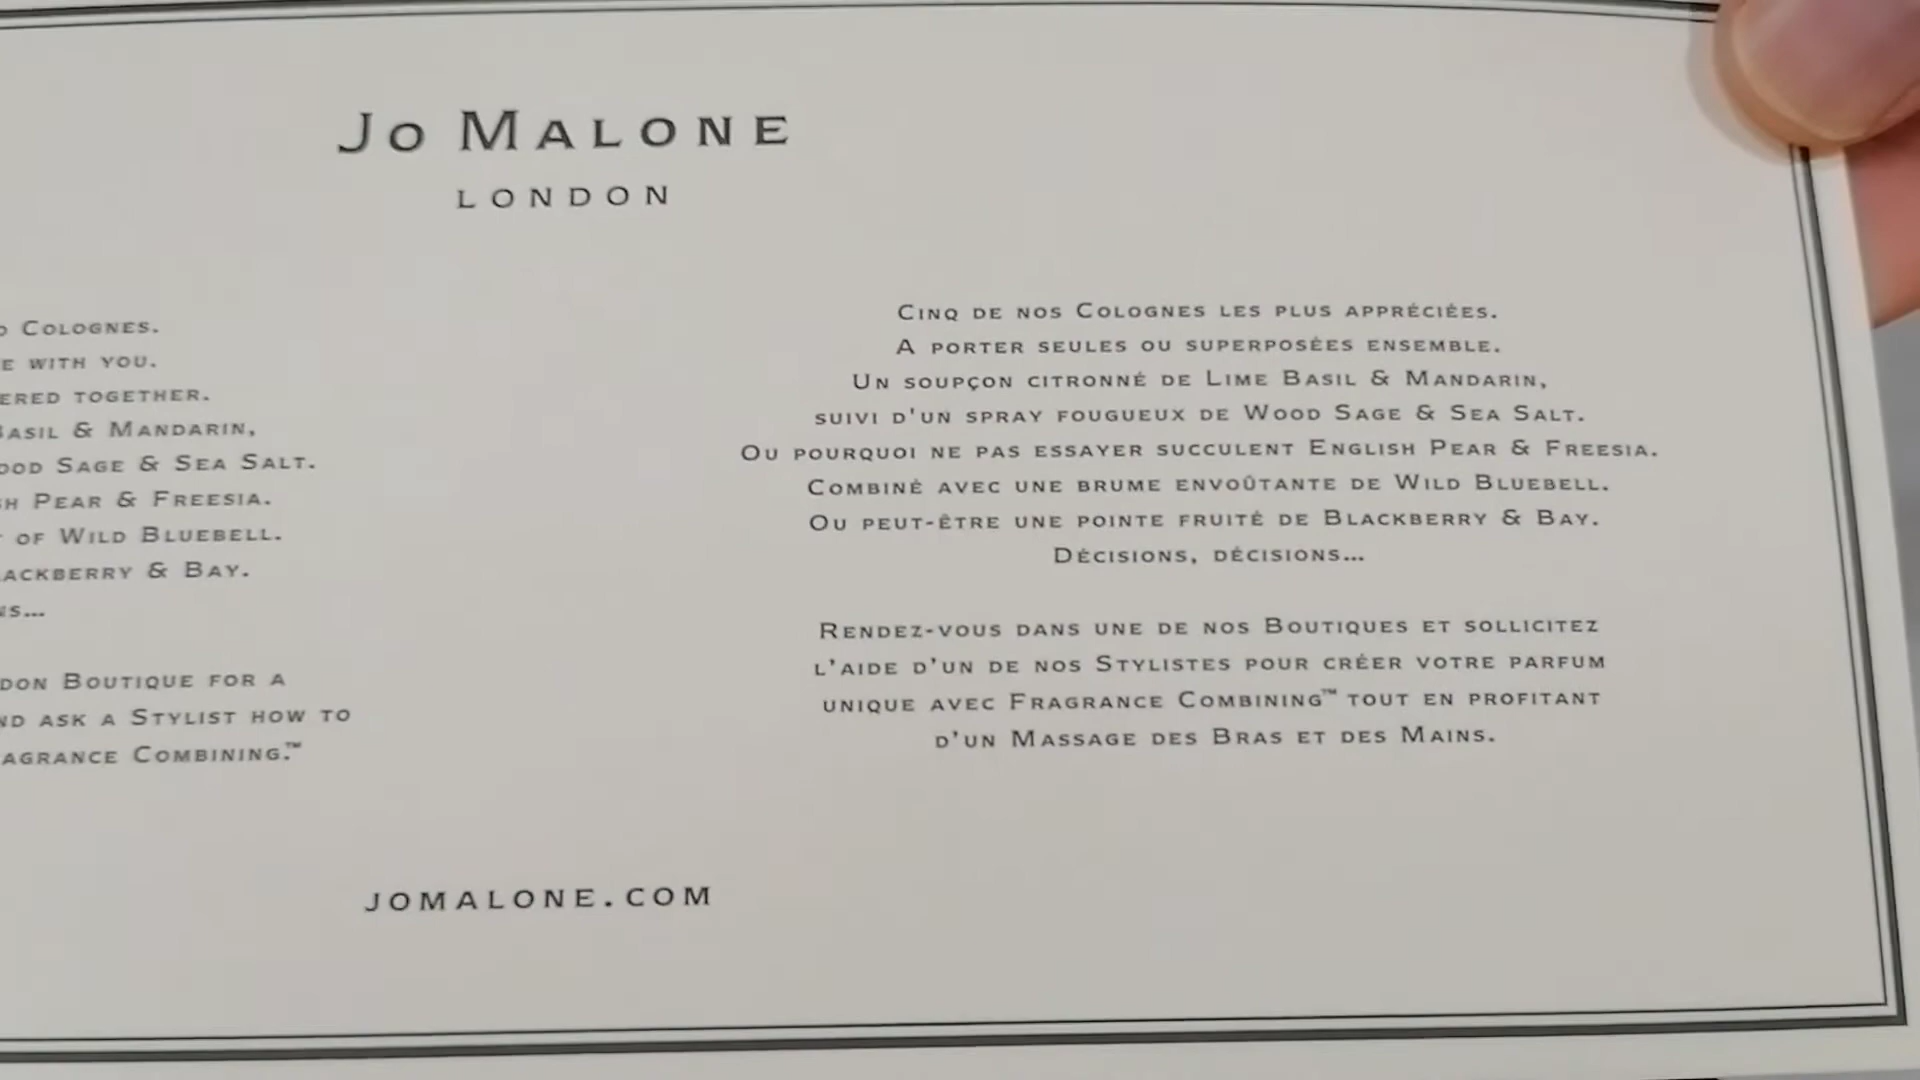 Jo Malone
LONDON
Colognes.
with you.
together.
& Mandarin,
Sage & Sea Salt.
Pear & Freesia.
of Wild Bluebell.
& Bay.
Boutique for a
ask a Stylist how to
Combining.™
Cinq de nos Colognes les plus appréciées.
A porter seules ou superposées ensemble.
Un soupçon citronné de Lime Basil & Mandarin,
suivi d'un spray fougueux de Wood Sage & Sea Salt.
Ou pourquoi ne pas essayer succulent English Pear & Freesia.
Combiné avec une brume envoûtante de Wild Bluebell.
Ou peut-être une pointe fruité de Blackberry & Bay.
Décisions, décisions...
Rendez-vous dans une de nos Boutiques et sollicitez
l'aide d'un de nos Stylistes pour créer votre parfum
unique avec Fragrance Combining™ tout en profitant
d'un Massage des Bras et des Mains.
JOMALONE.COM